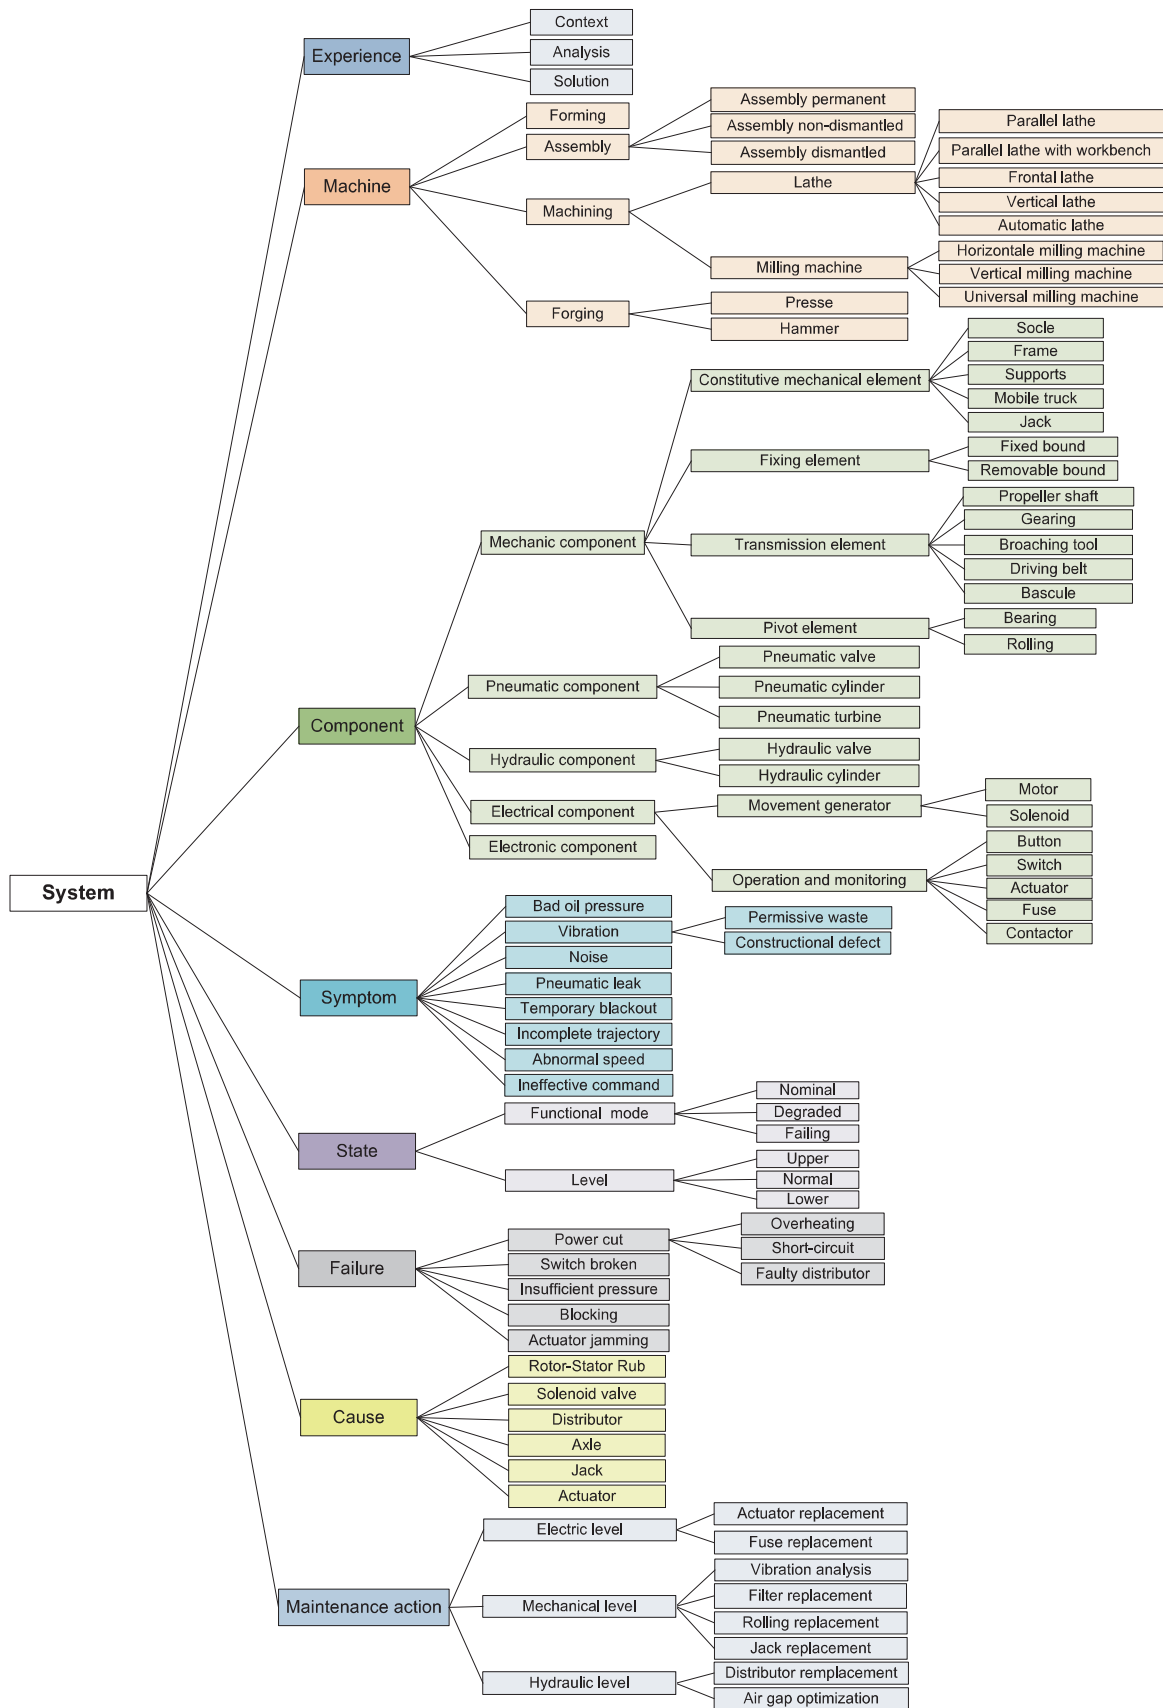 System
Experience
Context
Analysis
Solution
Machine
Forming
Assembly
Assembly permanent
Assembly non-dismantled
Assembly dismantled
Machining
Lathe
Parallel lathe
Parallel lathe with workbench
Frontal lathe
Vertical lathe
Automatic lathe
Milling machine
Horizontale milling machine
Vertical milling machine
Universal milling machine
Forging
Presse
Hammer
Component
Mechanic component
Constitutive mechanical element
Socle
Frame
Supports
Mobile truck
Jack
Fixing element
Fixed bound
Removable bound
Transmission element
Propeller shaft
Gearing
Broaching tool
Driving belt
Bascule
Pivot element
Bearing
Rolling
Pneumatic component
Pneumatic valve
Pneumatic cylinder
Pneumatic turbine
Hydraulic component
Hydraulic valve
Hydraulic cylinder
Electrical component
Movement generator
Motor
Solenoid
Operation and monitoring
Button
Switch
Actuator
Fuse
Contactor
Electronic component
Symptom
Bad oil pressure
Vibration
Permissive waste
Constructional defect
Noise
Pneumatic leak
Temporary blackout
Incomplete trajectory
Abnormal speed
Ineffective command
State
Functional mode
Nominal
Degraded
Failing
Level
Upper
Normal
Lower
Failure
Power cut
Overheating
Short-circuit
Faulty distributor
Switch broken
Insufficient pressure
Blocking
Actuator jamming
Cause
Rotor-Stator Rub
Solenoid valve
Distributor
Axle
Jack
Actuator
Maintenance action
Electric level
Actuator replacement
Fuse replacement
Mechanical level
Vibration analysis
Filter replacement
Rolling replacement
Jack replacement
Hydraulic level
Distributor remplacement
Air gap optimization